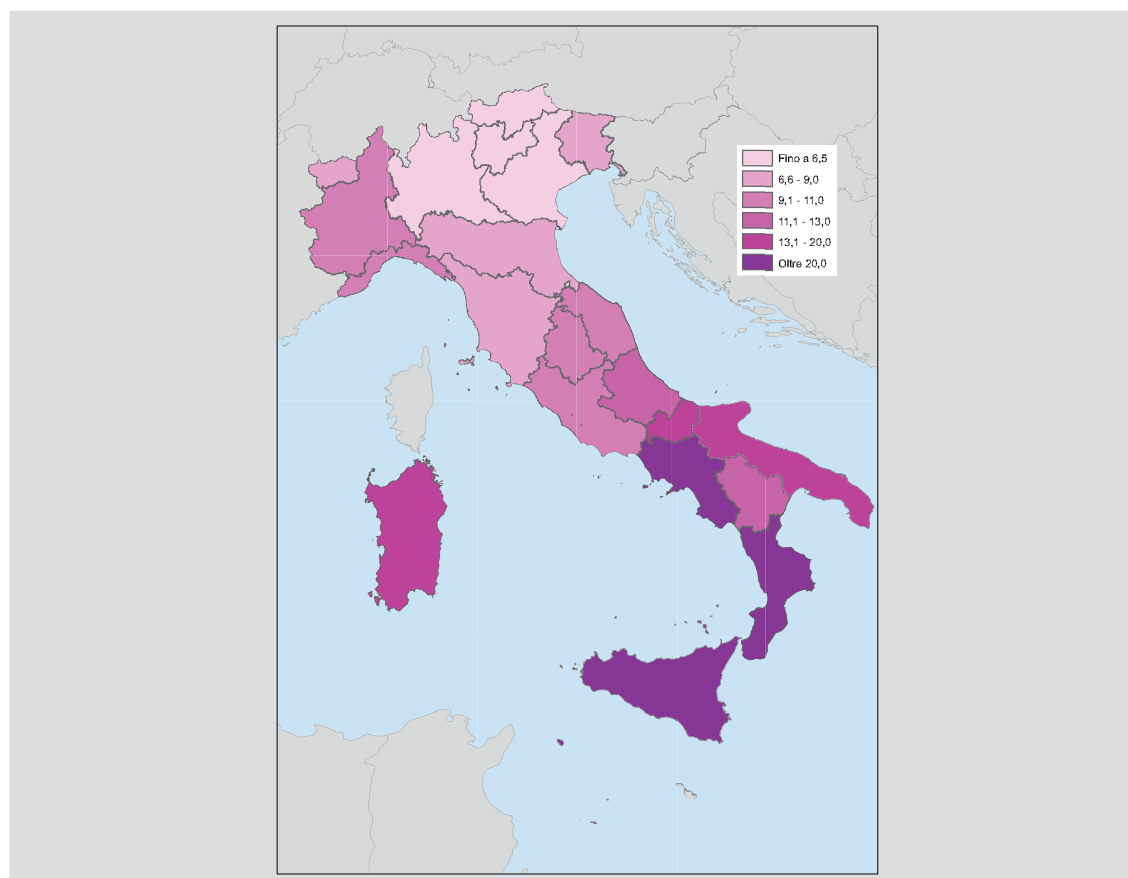 Fino a 6,5
6,6 - 9,0
9,1 - 11,0
11,1 - 13,0
13,1 - 20,0
Oltre 20,0